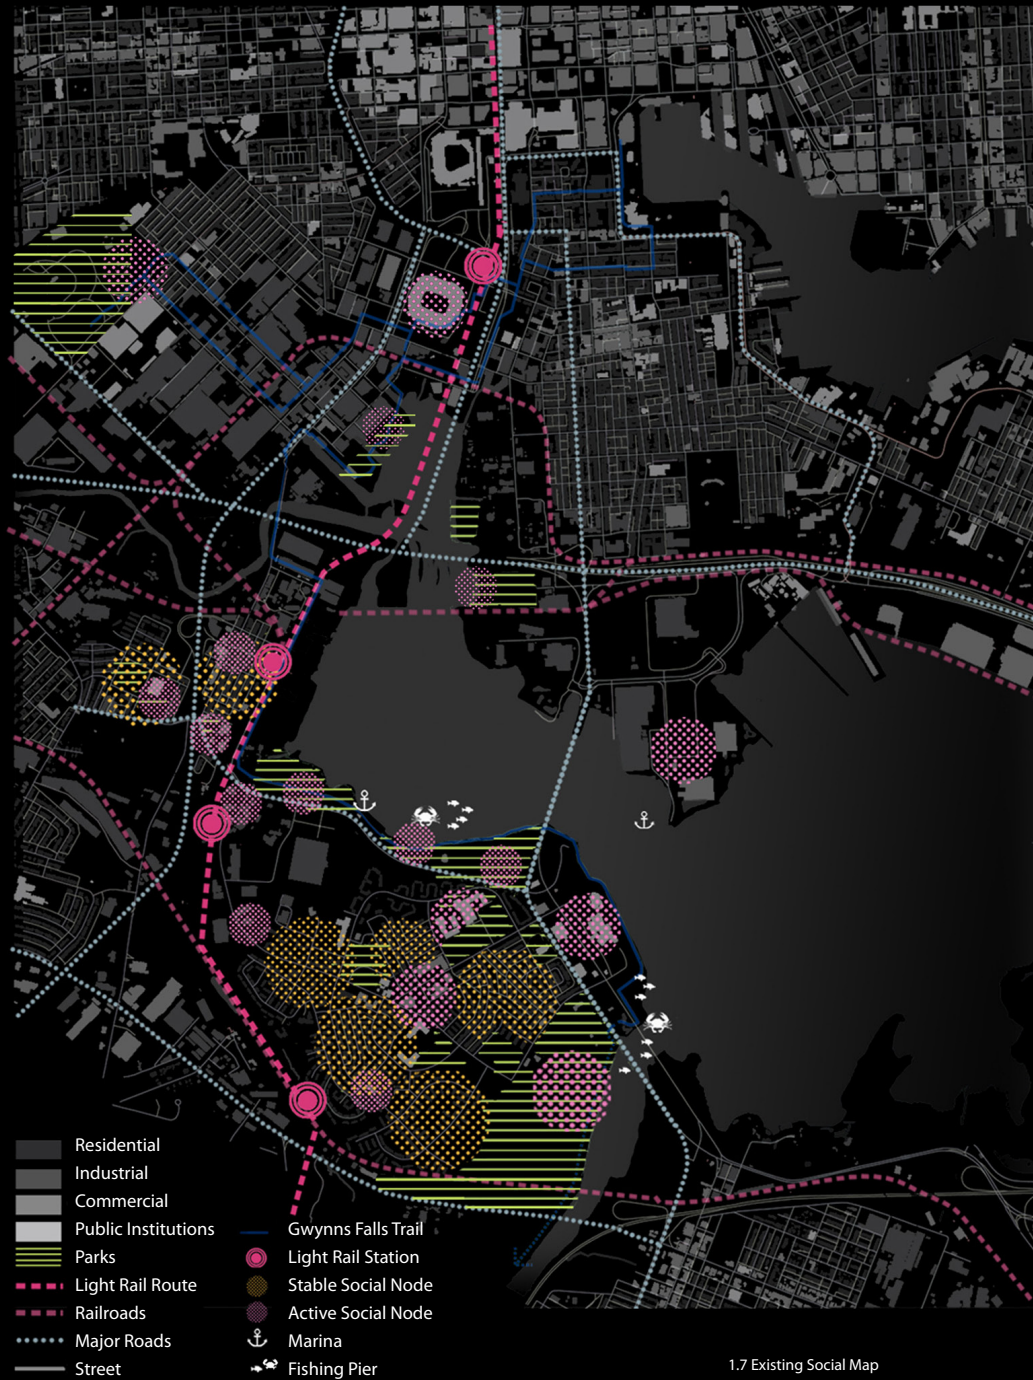 Residential
Industrial
Commercial
Public Institutions
Parks
Light Rail Route
Railroads
Major Roads
Street
Gwynns Falls Trail
Light Rail Station
Stable Social Node
Active Social Node
Marina
Fishing Pier
1.7 Existing Social Map